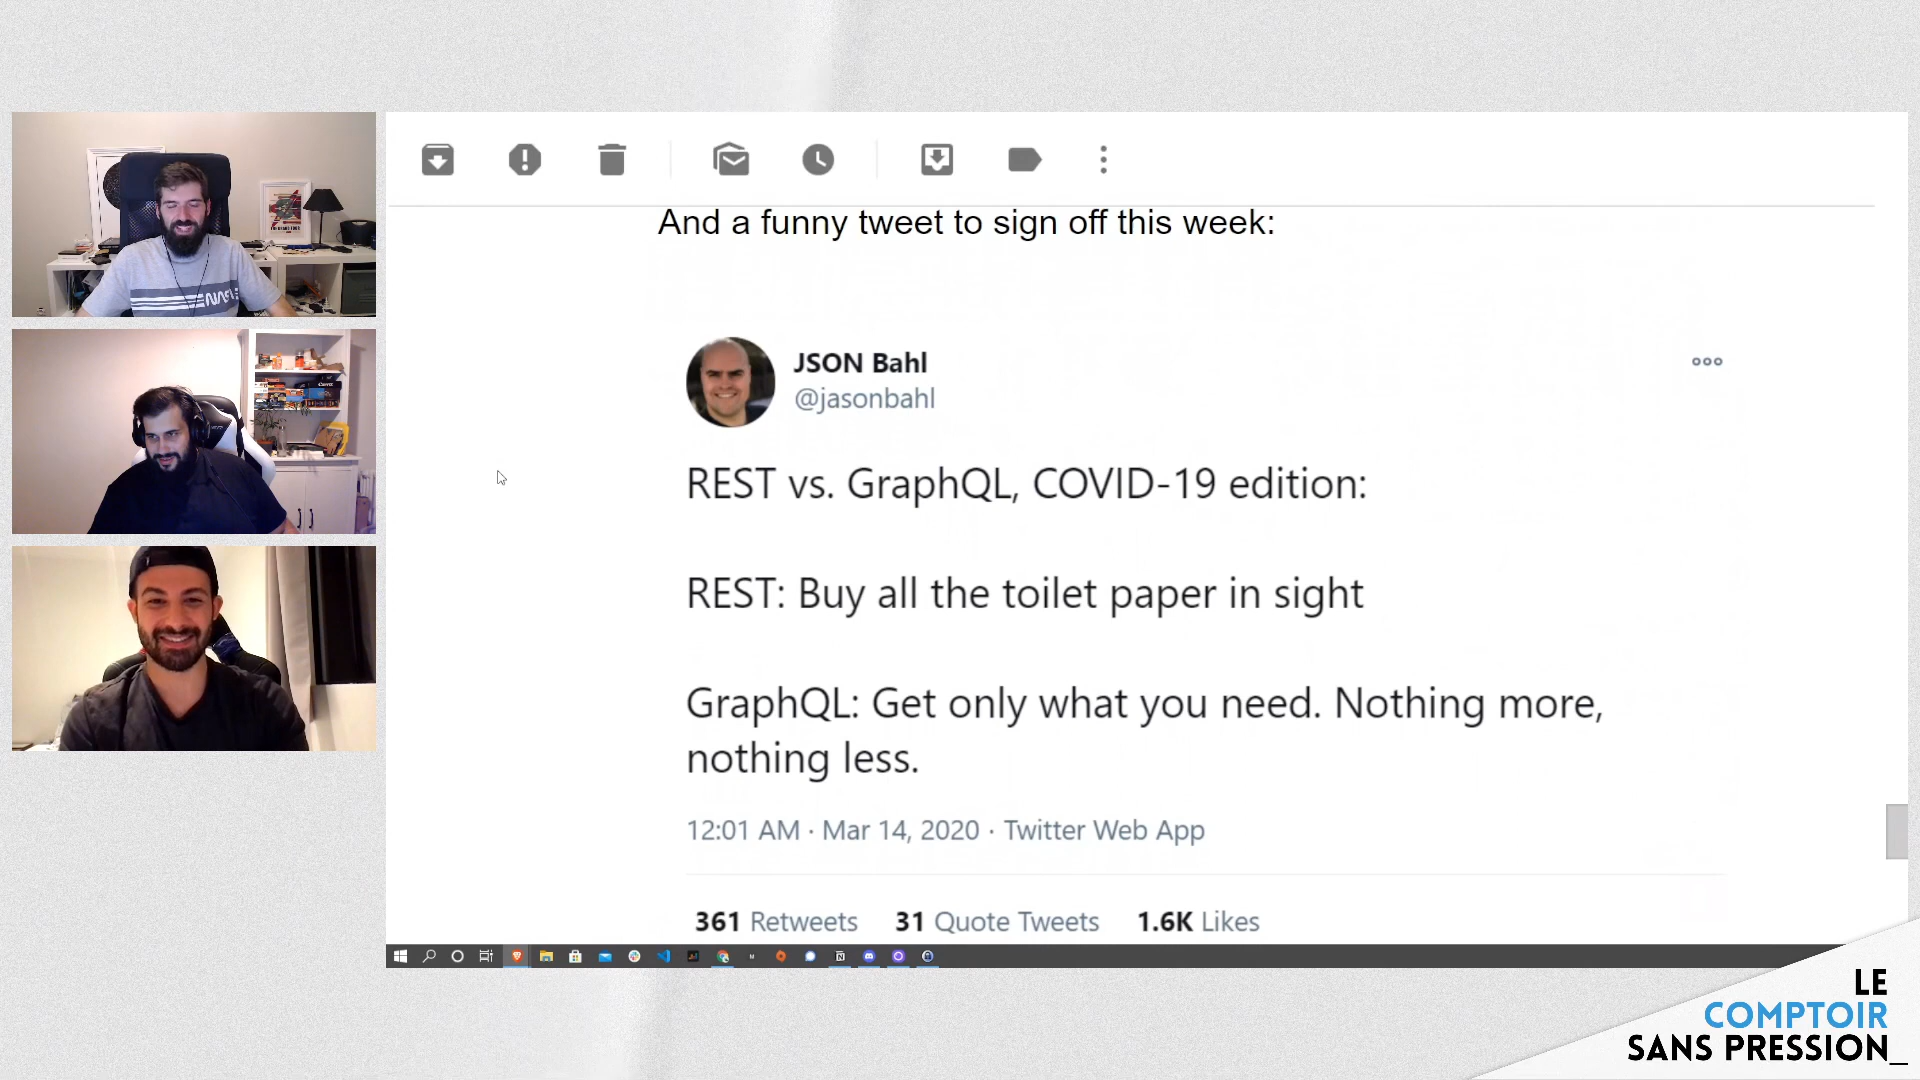 And a funny tweet to sign off this week:
JSON Bahl
@jasonbahl
REST vs. GraphQL, COVID-19 edition:
REST: Buy all the toilet paper in sight
GraphQL: Get only what you need. Nothing more,
nothing less.
12:01 AM · Mar 14, 2020 · Twitter Web App
361 Retweets 31 Quote Tweets 1.6K Likes
LE
COMPTOIR
SANS PRESSION_